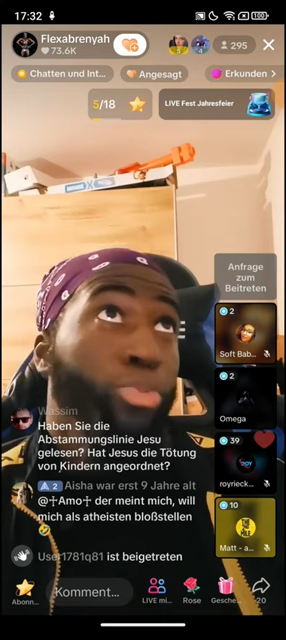 17:32
100
Flexabrenyah
73.6K
295
Chatten und Int...
Angesagt
Erkunden
5/18
LIVE Fest Jahresfeier
Anfrage
zum
Beitreten
2
Soft Bab...
2
Omega
39
royrieck...
10
Matt - a...
Wassim
Haben Sie die
Abstammungslinie Jesu
gelesen? Hat Jesus die Tötung
von Kindern angeordnet?
2 Aisha war erst 9 Jahre alt
@☩Amo☩ der meint mich, will
mich als atheisten bloßstellen
🤣
User1781q81 ist beigetreten
Abonn...
Komment...
LIVE mi...
Rose
Gesche...
20